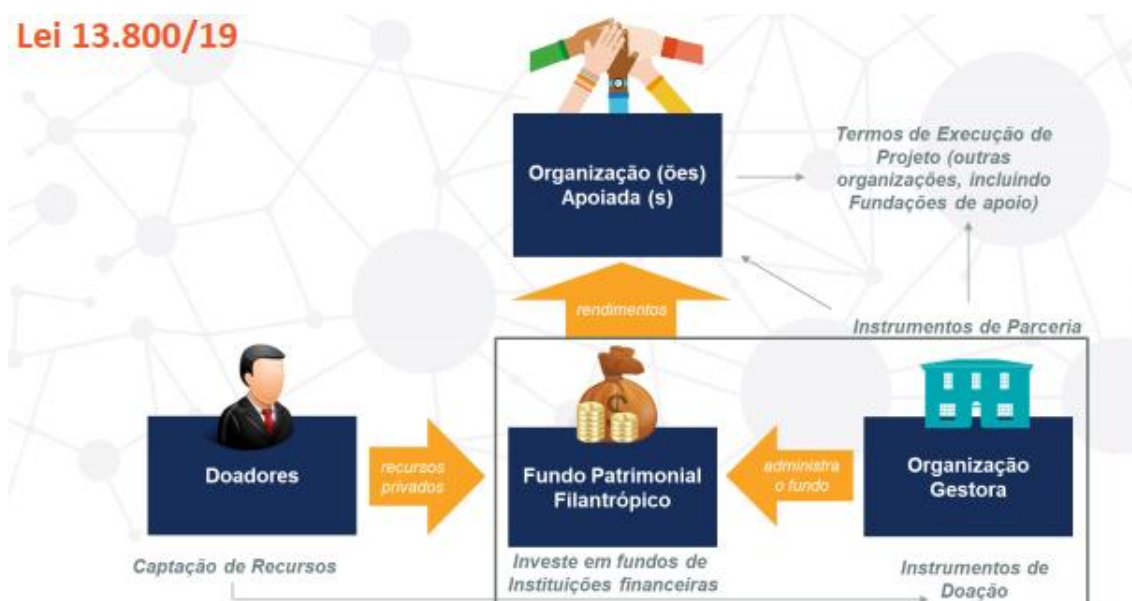 Lei 13.800/19
Organização (ões)
Apoiada (s)
Termos de Execução de
Projeto (outras
organizações, incluindo
Fundações de apoio)
rendimentos
Instrumentos de Parceria
Doadores
recursos
privados
Fundo Patrimonial
Filantrópico
administra
o fundo
Organização
Gestora
Captação de Recursos
Investe em fundos de
Instituições financeiras
Instrumentos de
Doação